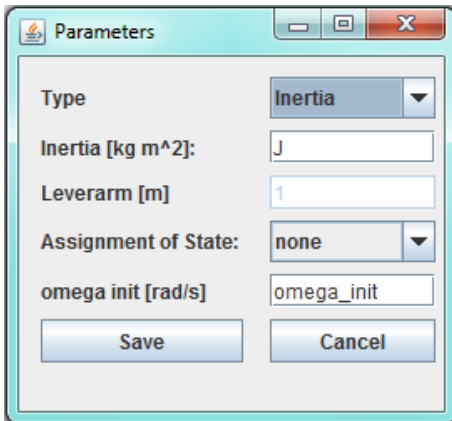 Parameters
Type Inertia
Inertia [kg m^2]: J
Leverarm [m] 1
Assignment of State: none
omega init [rad/s] omega_init
Save Cancel